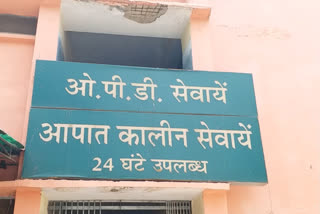 ओ.पी.डी. सेवायें
आपात कालीन सेवायें
24 घंटे उपलब्ध